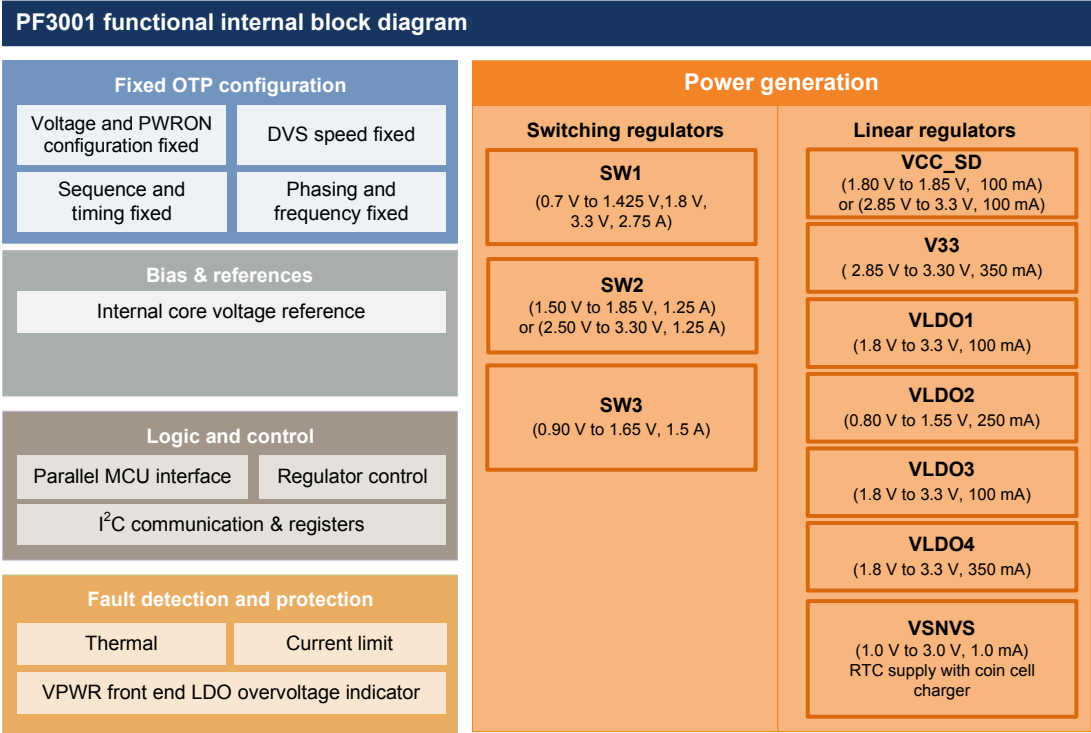 PF3001 functional internal block diagram
Fixed OTP configuration
Voltage and PWRON
configuration fixed
DVS speed fixed
Sequence and
timing fixed
Phasing and
frequency fixed
Bias & references
Internal core voltage reference
Logic and control
Parallel MCU interface
Regulator control
I²C communication & registers
Fault detection and protection
Thermal
Current limit
VPWR front end LDO overvoltage indicator
Power generation
Switching regulators
SW1
(0.7 V to 1.425 V,1.8 V,
3.3 V, 2.75 A)
SW2
(1.50 V to 1.85 V, 1.25 A)
or (2.50 V to 3.30 V, 1.25 A)
SW3
(0.90 V to 1.65 V, 1.5 A)
Linear regulators
VCC_SD
(1.80 V to 1.85 V, 100 mA)
or (2.85 V to 3.3 V, 100 mA)
V33
( 2.85 V to 3.30 V, 350 mA)
VLDO1
(1.8 V to 3.3 V, 100 mA)
VLDO2
(0.80 V to 1.55 V, 250 mA)
VLDO3
(1.8 V to 3.3 V, 100 mA)
VLDO4
(1.8 V to 3.3 V, 350 mA)
VSNVS
(1.0 V to 3.0 V, 1.0 mA)
RTC supply with coin cell
charger